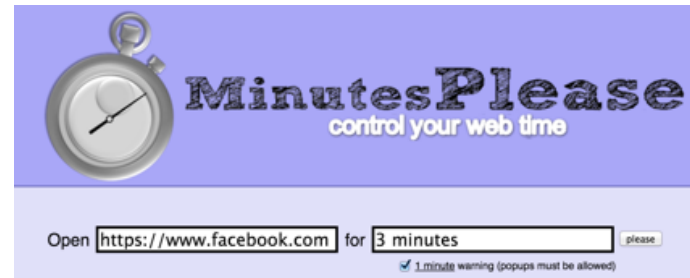 MinutesPlease
control your web time
Open https://www.facebook.com for 3 minutes please
1 minute warning (popups must be allowed)